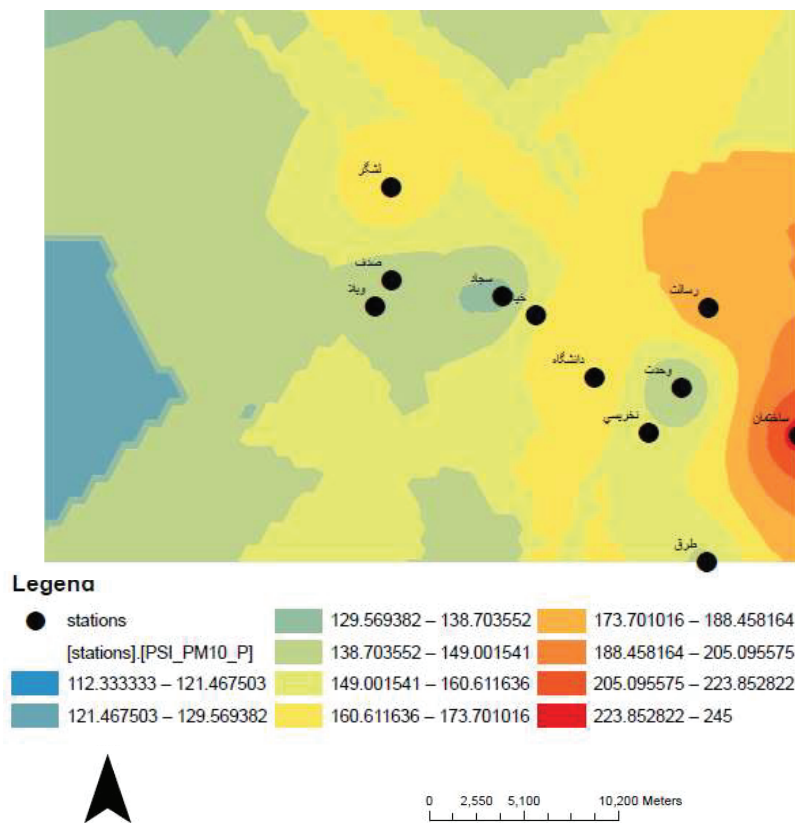 لشگر
صدف
ویلا
سجاد
خیا
رسالت
دانشگاه
وحدت
نخریسي
ساختمان
طرق
Legend
stations
[stations].[PSI_PM10_P]
112.333333 – 121.467503
121.467503 – 129.569382
129.569382 – 138.703552
138.703552 – 149.001541
149.001541 – 160.611636
160.611636 – 173.701016
173.701016 – 188.458164
188.458164 – 205.095575
205.095575 – 223.852822
223.852822 – 245
0 2,550 5,100 10,200 Meters